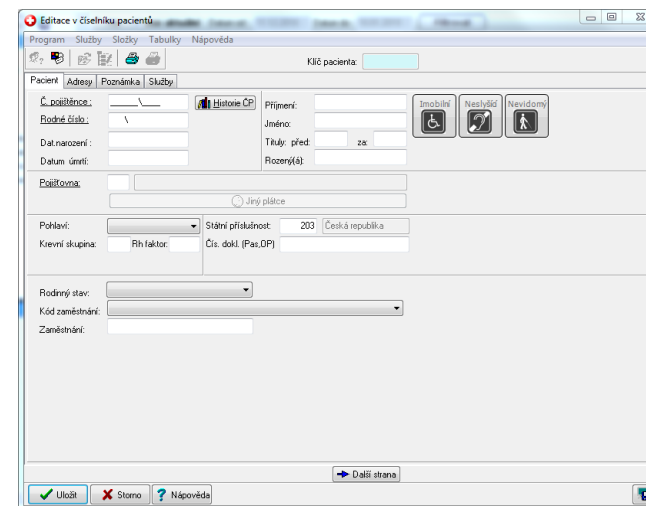 Editace v číselníku pacientů
Program Služby Složky Tabulky Nápověda
Klíč pacienta:
Pacient Adresy Poznámka Služby
Č. pojištěnce: ____\___ Historie ČP Příjmení: Imobilní Neslyšící Nevidomý
Rodné číslo: \ Jméno:
Dat.narození: Tituly: před: za:
Datum úmrtí: Rozený(á):
Pojišťovna:
Jiný plátce
Pohlaví: Státní příslušnost: 203 Česká republika
Krevní skupina: Rh faktor: Čís. dokl. (Pas,OP)
Rodinný stav:
Kód zaměstnání:
Zaměstnání:
Další strana
Uložit Storno Nápověda